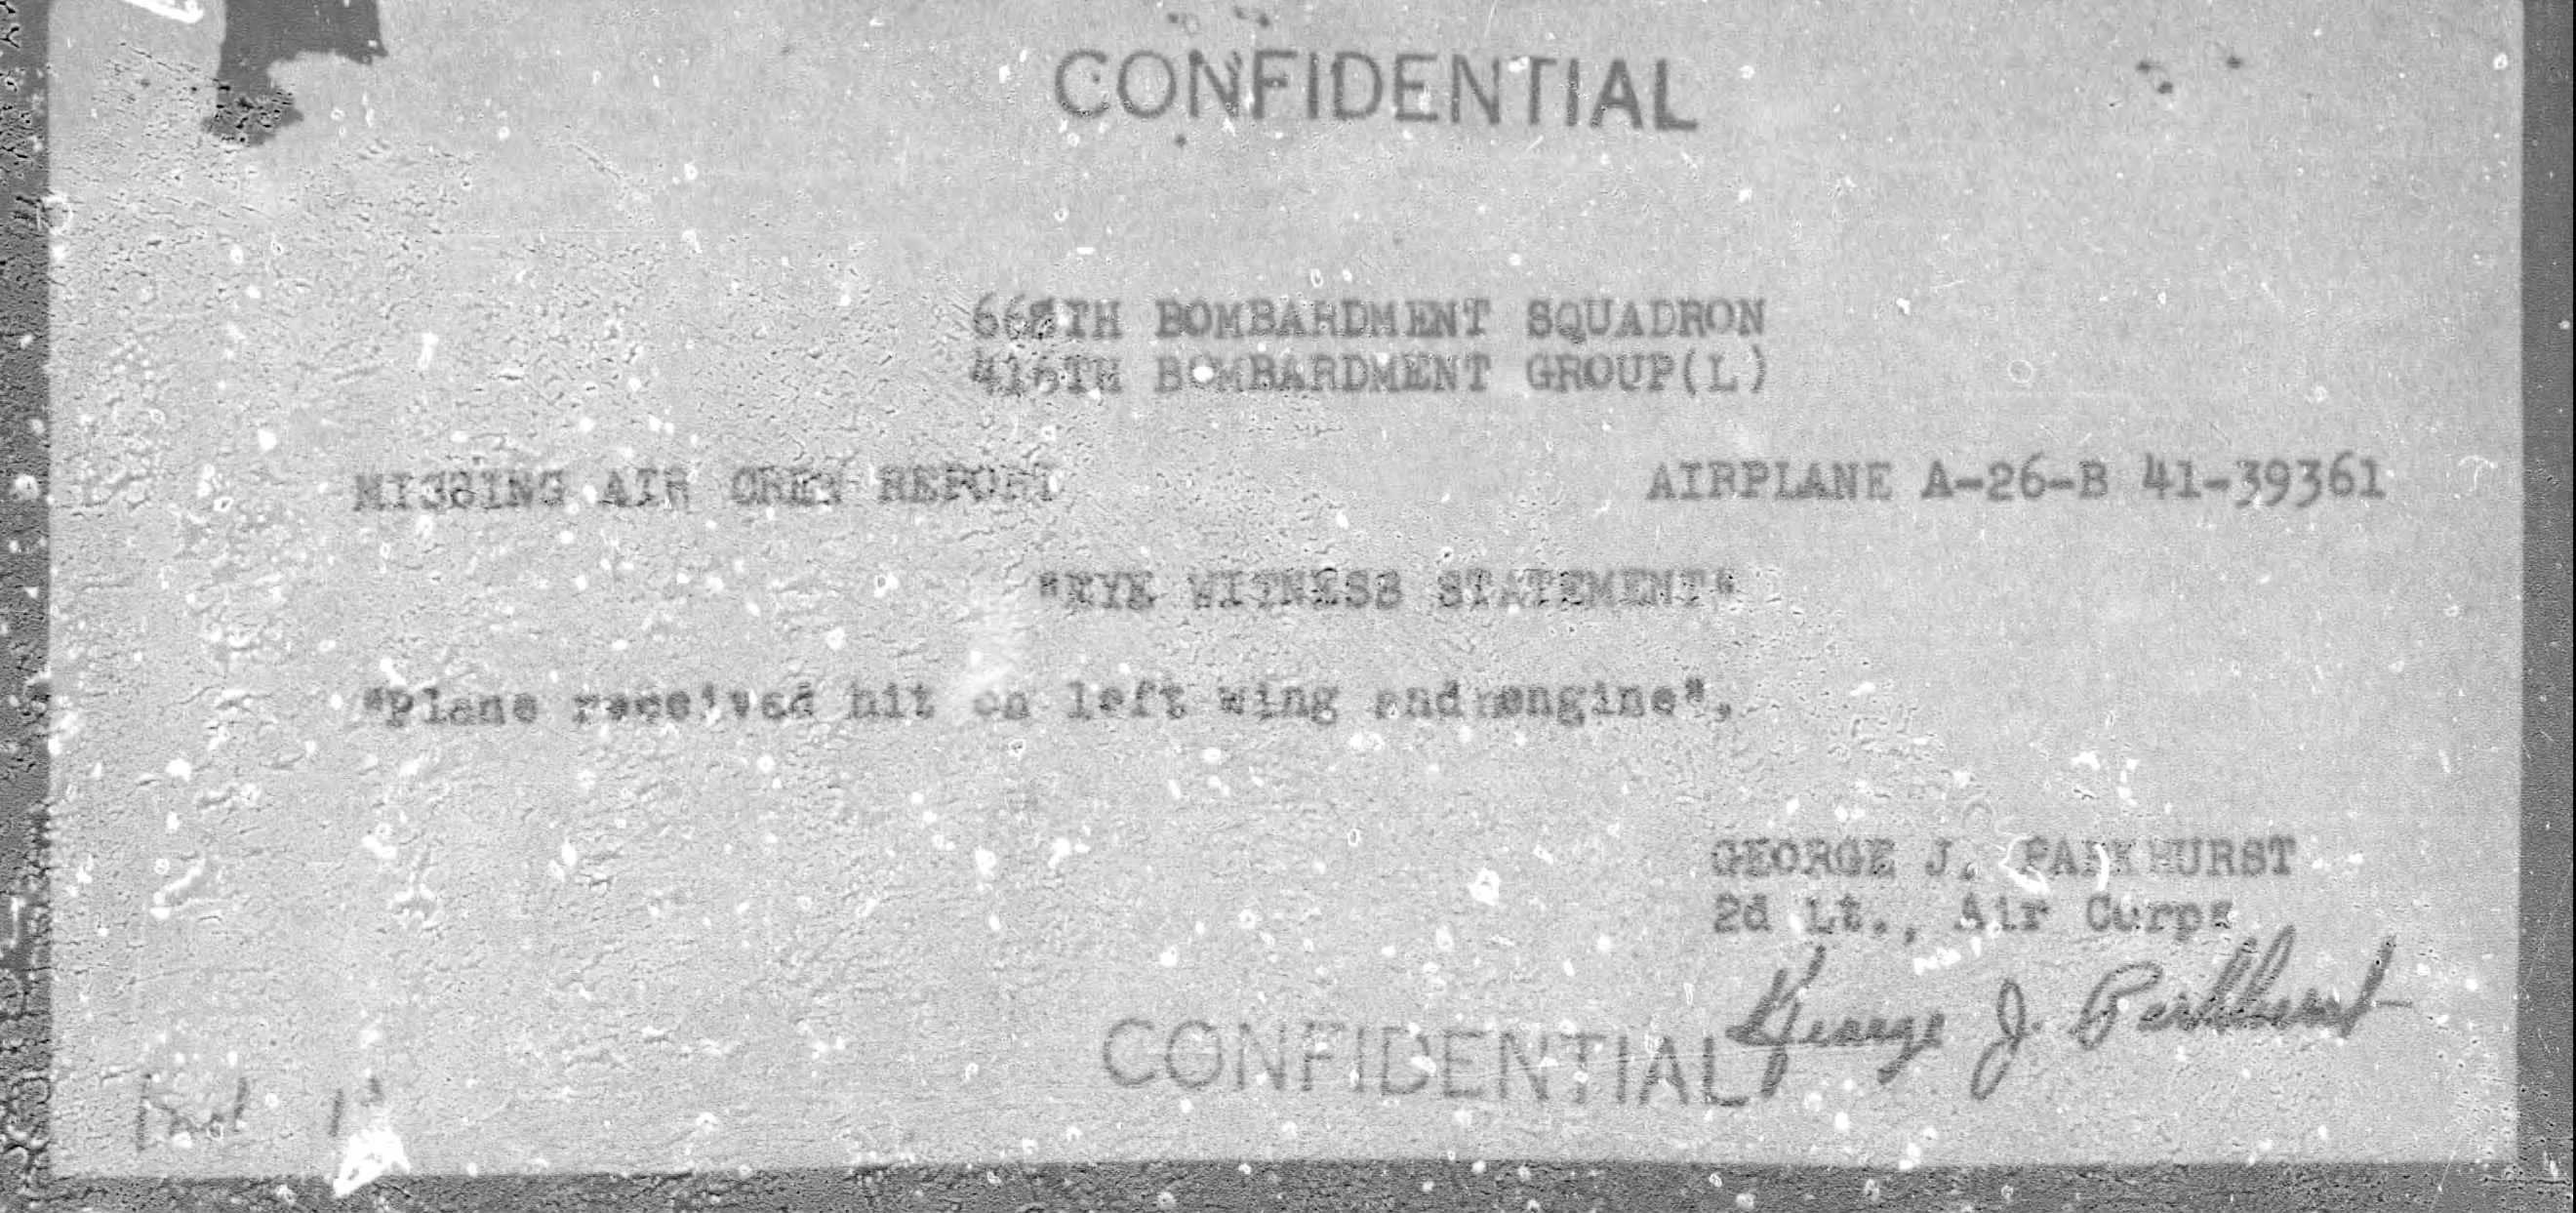 CONFIDENTIAL
668TH BOMBARDMENT SQUADRON
416TH BOMBARDMENT GROUP(L)
MISSING AIR CREW REPORT AIRPLANE A-26-B 41-39361
"EYE WITNESS STATEMENT"
"Plane received hit on left wing and engine".
GEORGE J. PARKHURST
2d Lt., Air Corps
George J. Parkhurst
CONFIDENTIAL